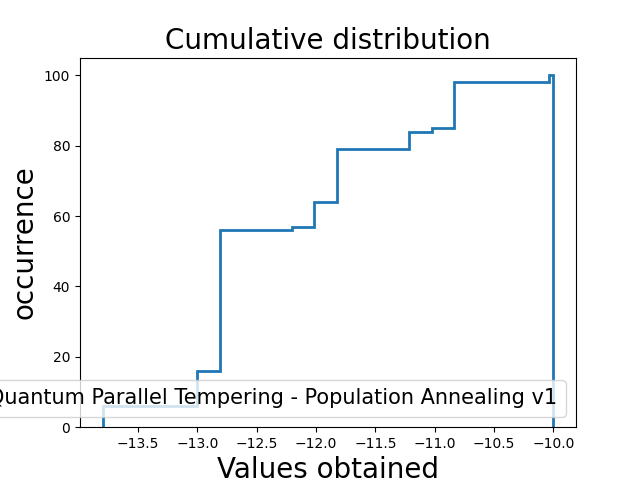 Cumulative distribution
100
80
60
40
20
0
occurrence
Quantum Parallel Tempering - Population Annealing v1
−13.5 −13.0 −12.5 −12.0 −11.5 −11.0 −10.5 −10.0
Values obtained